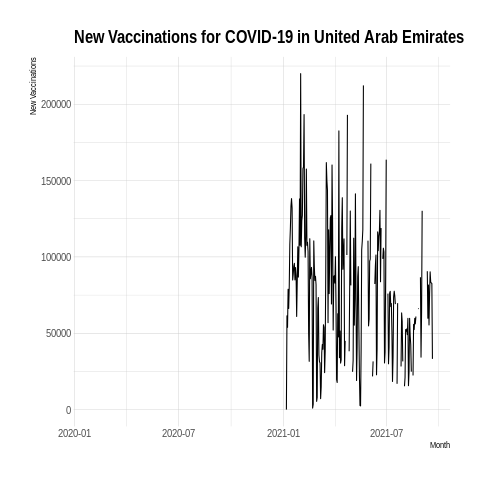 New Vaccinations for COVID-19 in United Arab Emirates
New Vaccinations
200000
150000
100000
50000
0
2020-01 2020-07 2021-01 2021-07
Month